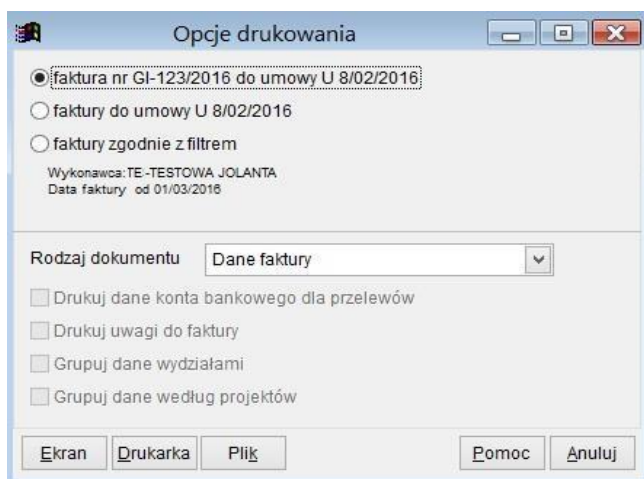 Opcje drukowania
faktura nr GI-123/2016 do umowy U 8/02/2016
faktury do umowy U 8/02/2016
faktury zgodnie z filtrem
Wykonawca:TE-TESTOWA JOLANTA
Data faktury od 01/03/2016
Rodzaj dokumentu Dane faktury
Drukuj dane konta bankowego dla przelewów
Drukuj uwagi do faktury
Grupuj dane wydziałami
Grupuj dane według projektów
Ekran Drukarka Plik Pomoc Anuluj